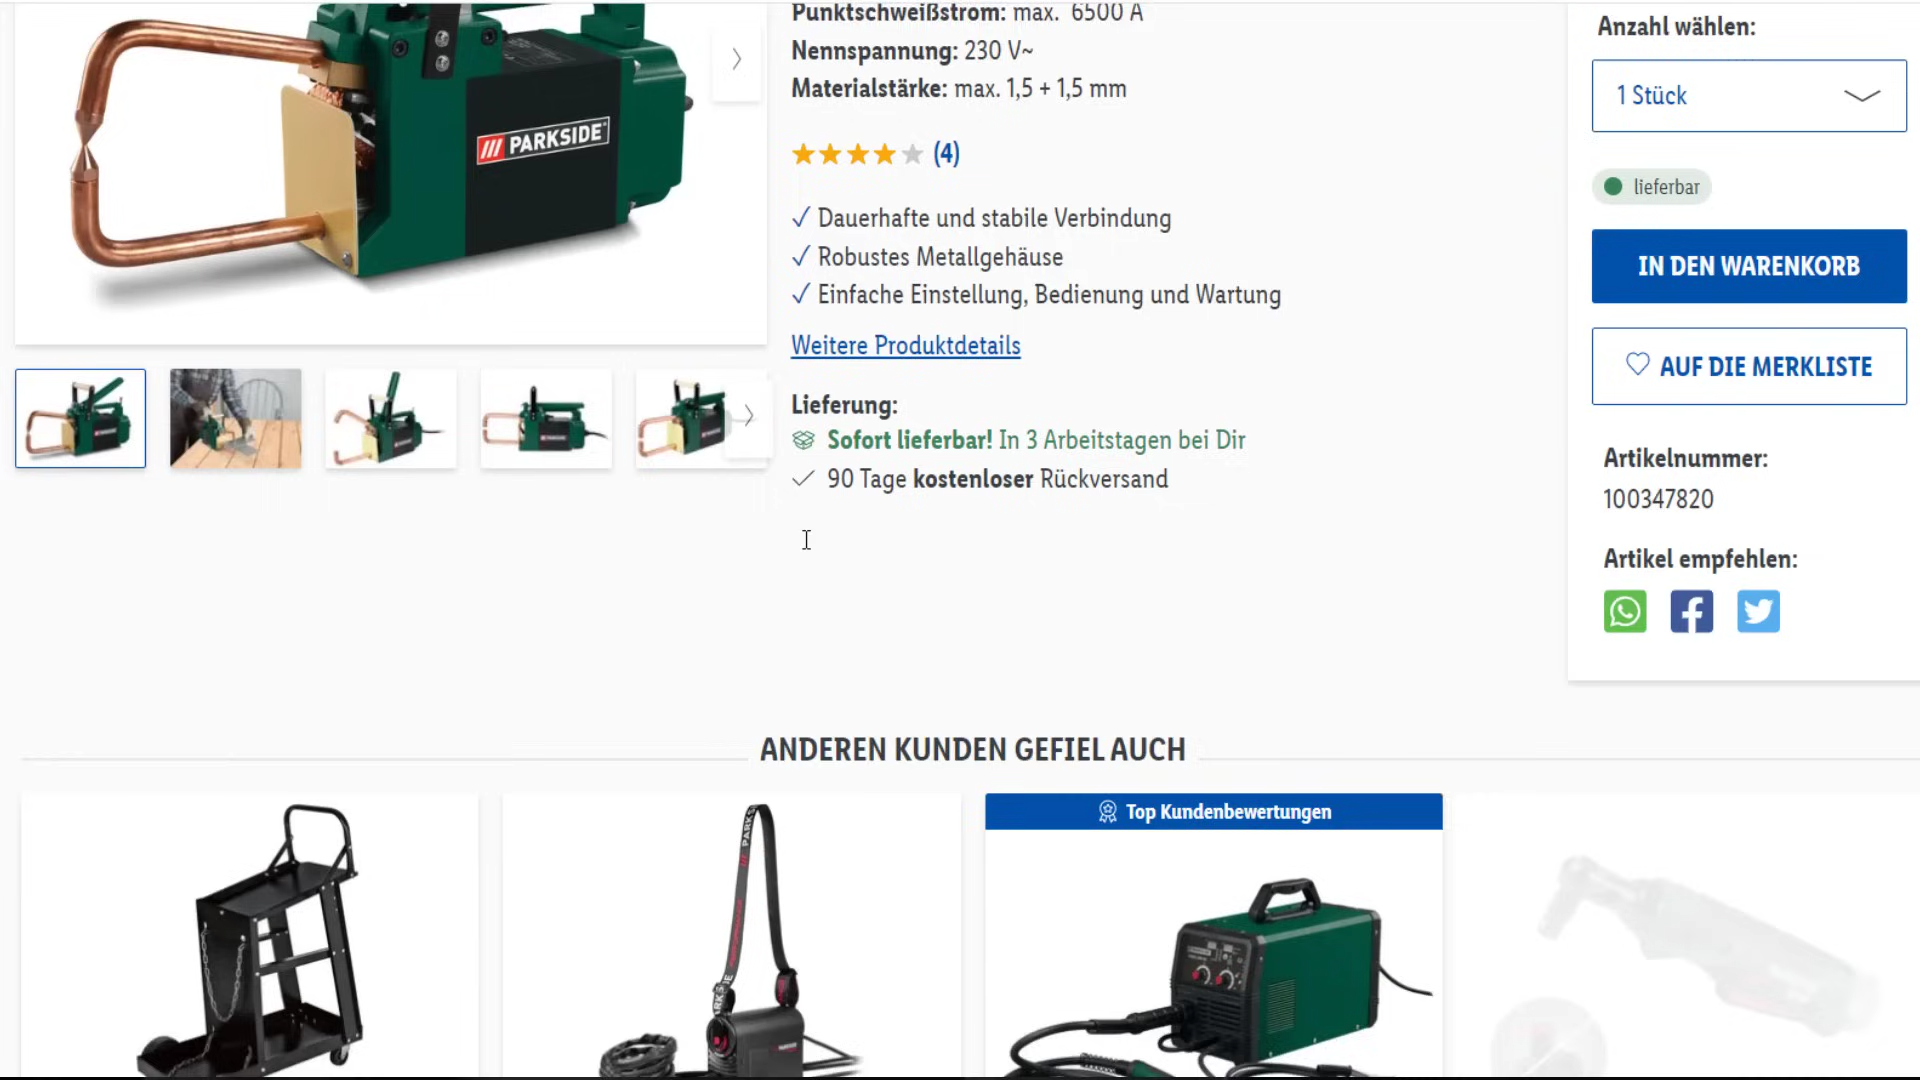 Punktschweißstrom: max. 6500 A
Nennspannung: 230 V~
Materialstärke: max. 1,5 + 1,5 mm
(4)
✓ Dauerhafte und stabile Verbindung
✓ Robustes Metallgehäuse
✓ Einfache Einstellung, Bedienung und Wartung
Weitere Produktdetails
Lieferung:
Sofort lieferbar! In 3 Arbeitstagen bei Dir
90 Tage kostenloser Rückversand
PARKSIDE
Anzahl wählen:
1 Stück
lieferbar
IN DEN WARENKORB
AUF DIE MERKLISTE
Artikelnummer:
100347820
Artikel empfehlen:
ANDEREN KUNDEN GEFIEL AUCH
Top Kundenbewertungen